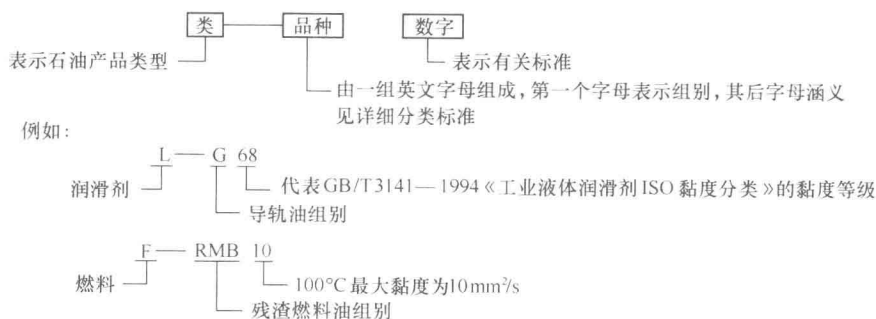 类 品种 数字
表示石油产品类型 表示有关标准
由一组英文字母组成，第一个字母表示组别，其后字母涵义
见详细分类标准
例如：
L — G 68
润滑剂 代表GB/T3141—1994《工业液体润滑剂ISO黏度分类》的黏度等级
导轨油组别
F — RMB 10
燃料 100°C最大黏度为10mm²/s
残渣燃料油组别